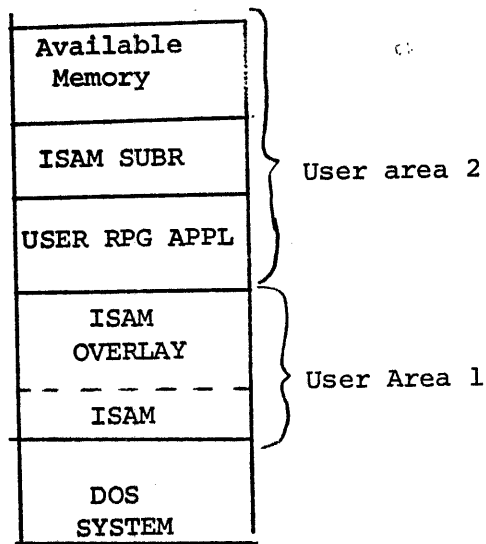 Available
Memory
ISAM SUBR
User area 2
USER RPG APPL
ISAM
OVERLAY
User Area 1
ISAM
DOS
SYSTEM